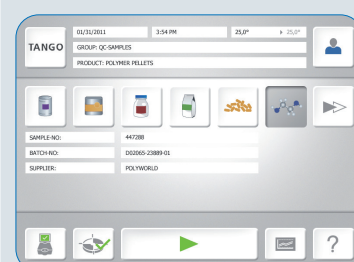 TANGO
01/31/2011 3:54 PM 25,0° ▸ 25,0°
GROUP: QC-SAMPLES
PRODUCT: POLYMER PELLETS
SAMPLE-NO: 447288
BATCH-NO: D02065-23889-01
SUPPLIER: POLYWORLD
?